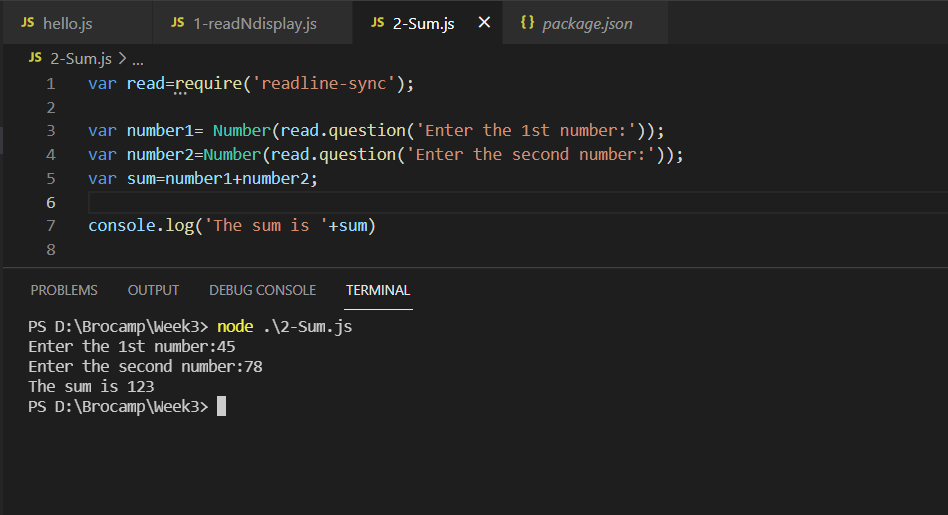 JS hello.js JS 1-readNdisplay.js JS 2-Sum.js × {} package.json
JS 2-Sum.js > ...
1 var read=require('readline-sync');
2
3 var number1= Number(read.question('Enter the 1st number:'));
4 var number2=Number(read.question('Enter the second number:'));
5 var sum=number1+number2;
6
7 console.log('The sum is '+sum)
8
PROBLEMS OUTPUT DEBUG CONSOLE TERMINAL
PS D:\Brocamp\Week3> node .\2-Sum.js
Enter the 1st number:45
Enter the second number:78
The sum is 123
PS D:\Brocamp\Week3>